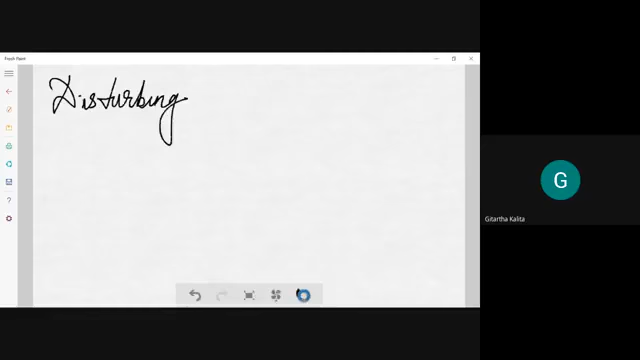 Fresh Paint
Disturbing
?
G
Gitartha Kalita